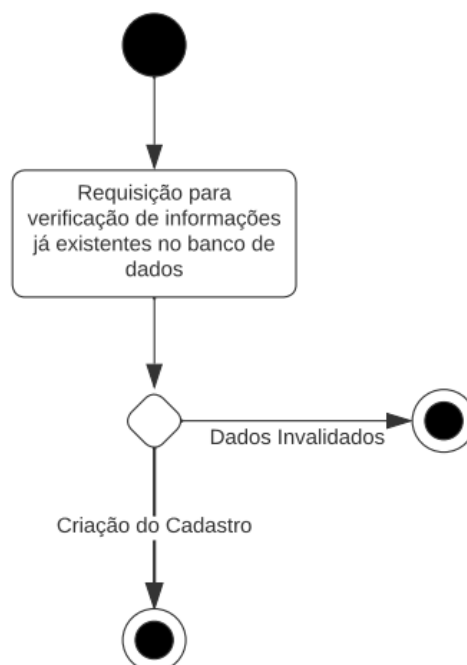 Requisição para
verificação de informações
já existentes no banco de
dados
Dados Invalidados
Criação do Cadastro